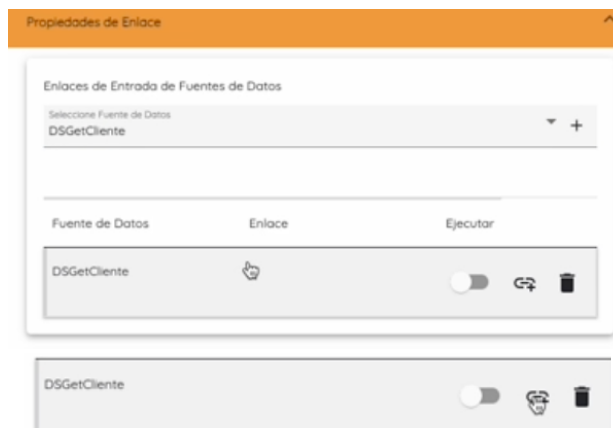 Propiedades de Enlace
Enlaces de Entrada de Fuentes de Datos
Seleccione Fuente de Datos
DSGetCliente
Fuente de Datos Enlace Ejecutar
DSGetCliente
DSGetCliente